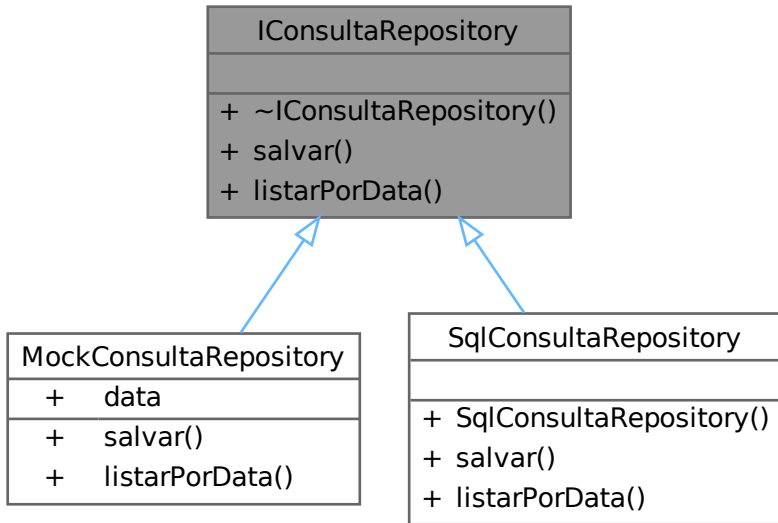 IConsultaRepository
+ ~IConsultaRepository()
+ salvar()
+ listarPorData()
MockConsultaRepository
+ data
+ salvar()
+ listarPorData()
SqlConsultaRepository
+ SqlConsultaRepository()
+ salvar()
+ listarPorData()